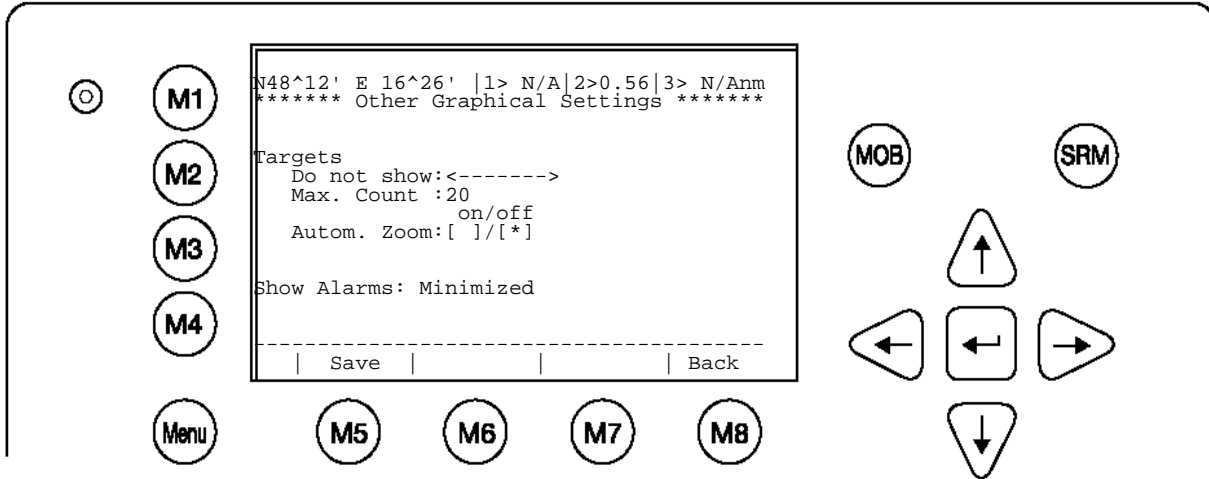 N48^12' E 16^26' |1> N/A|2>0.56|3> N/Anm
******* Other Graphical Settings *******
Targets
Do not show:<------->
Max. Count :20
on/off
Autom. Zoom:[ ]/[*]
Show Alarms: Minimized
----------------------------------------
| Save | | | Back
M1
M2
M3
M4
Menu
M5
M6
M7
M8
MOB
SRM